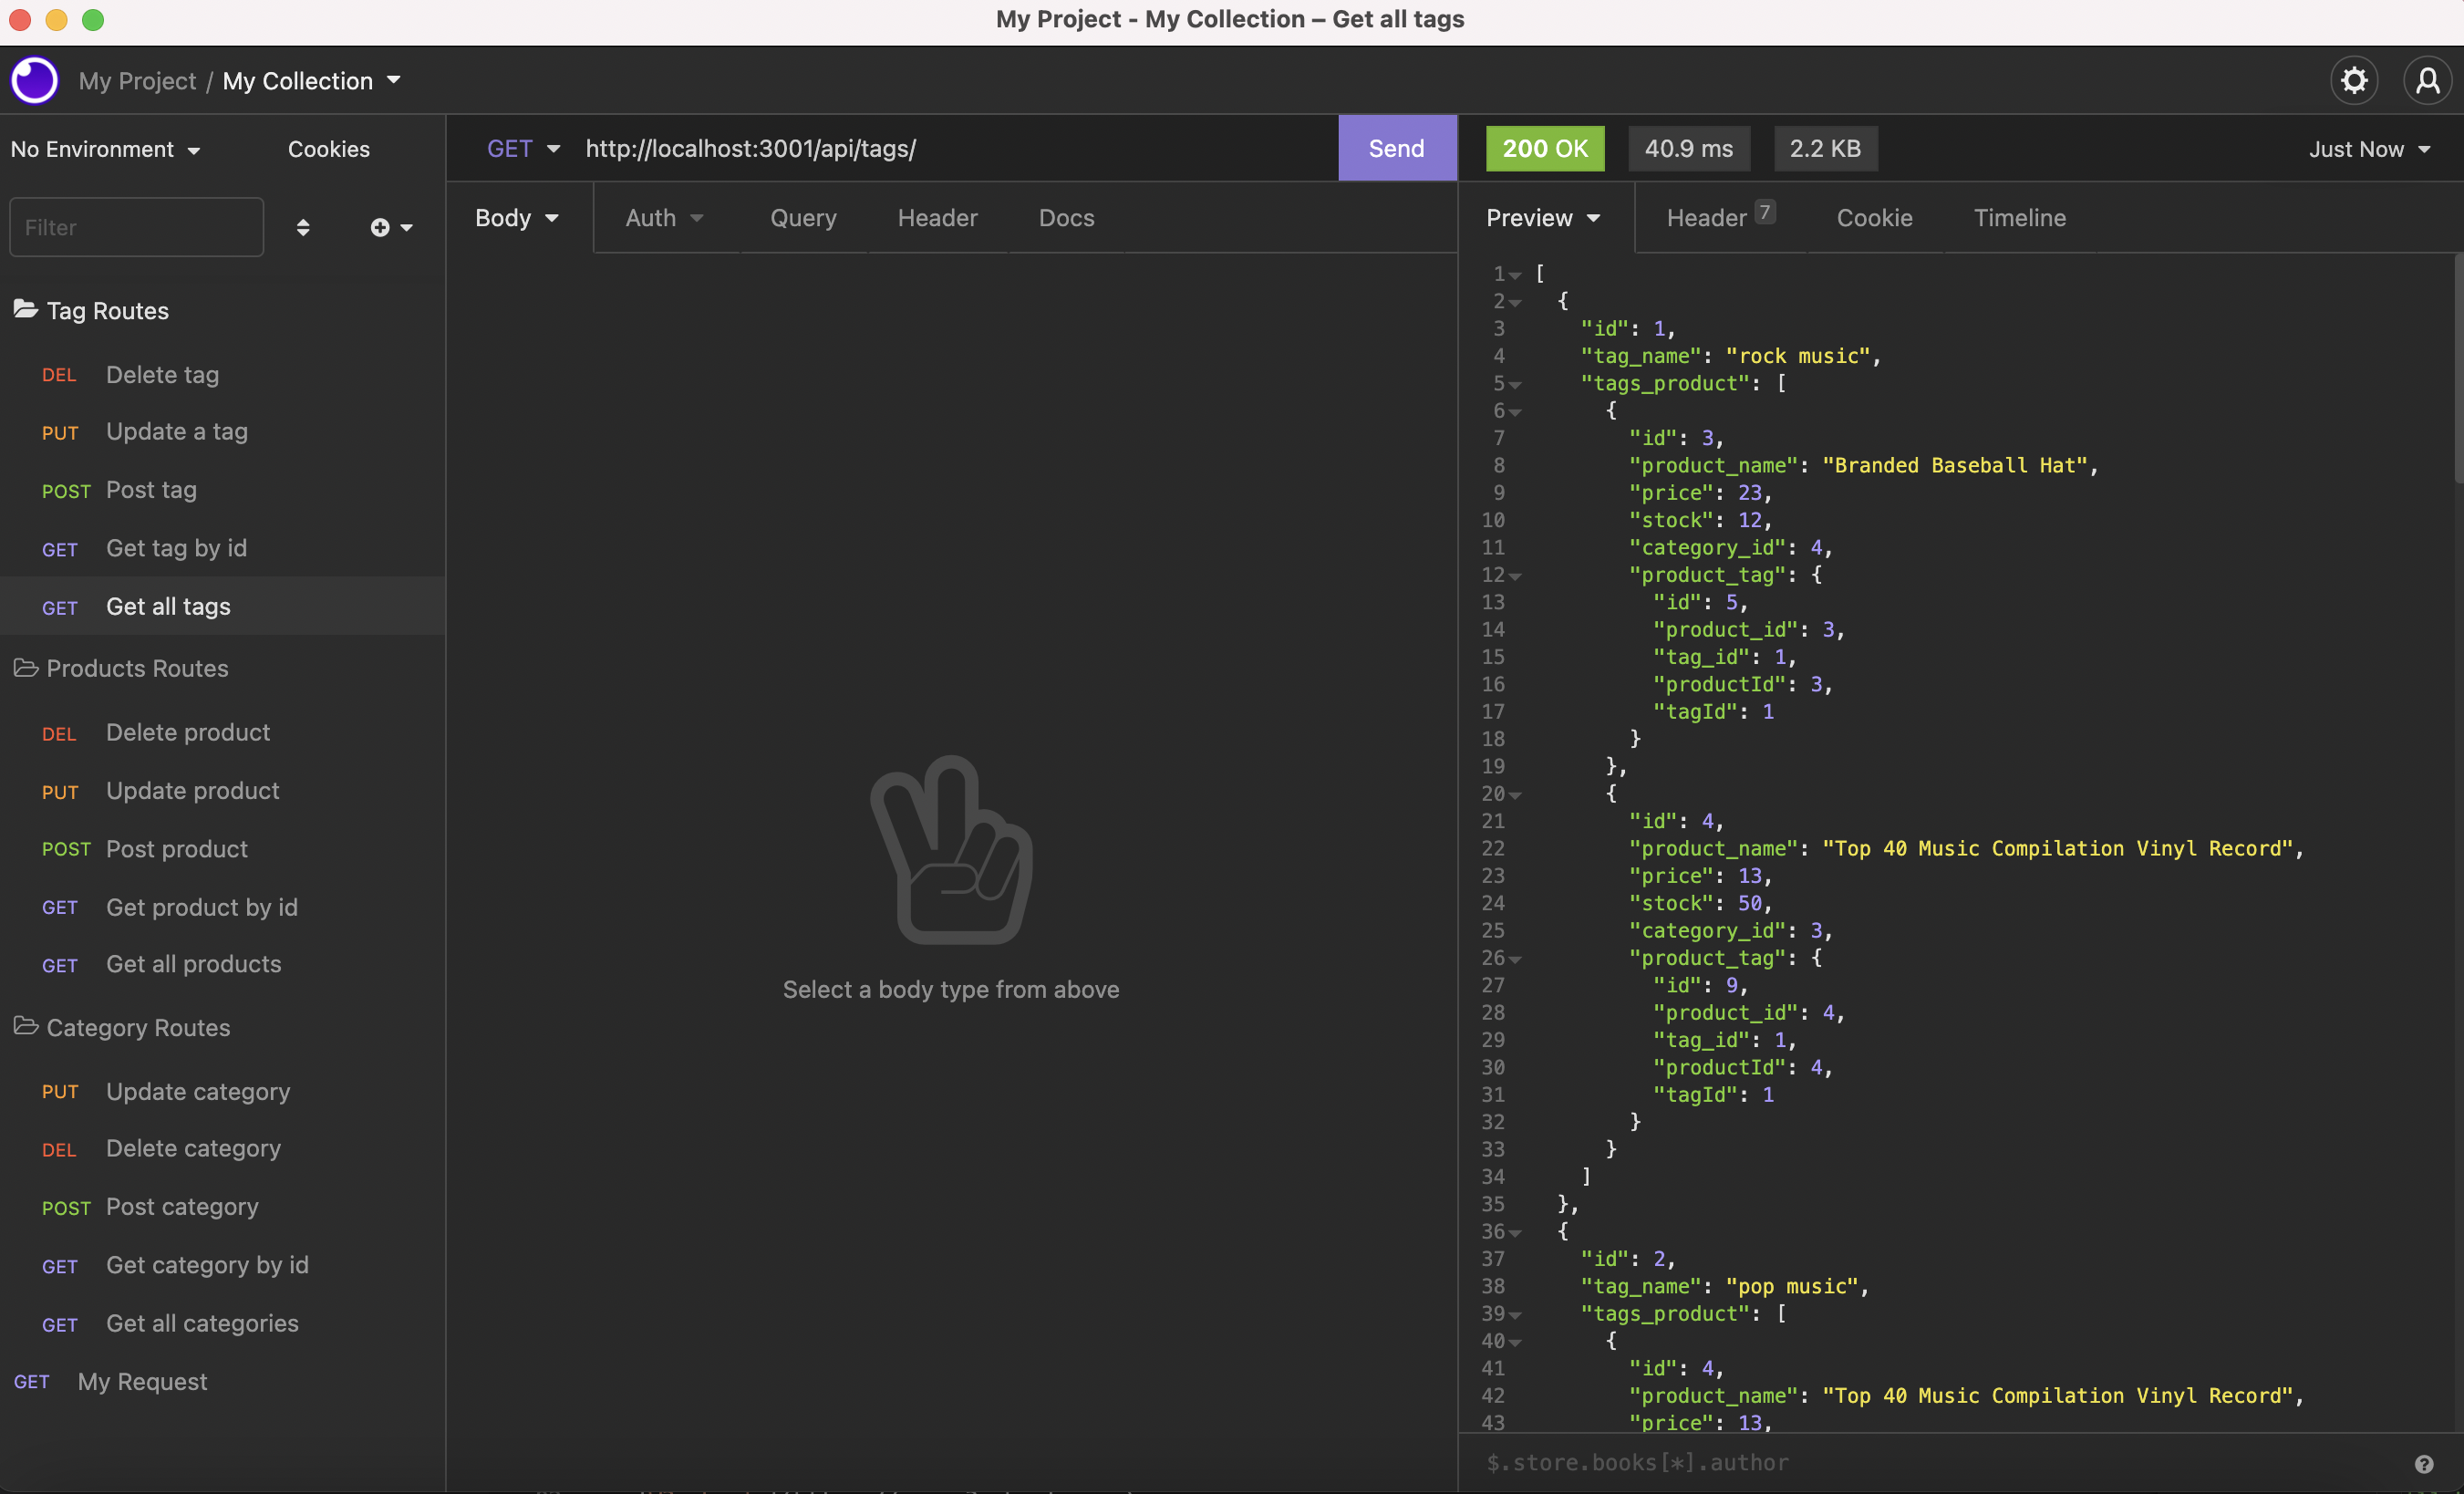 My Project - My Collection – Get all tags
My Project / My Collection
No Environment
Cookies
Filter
Tag Routes
DEL Delete tag
PUT Update a tag
POST Post tag
GET Get tag by id
GET Get all tags
Products Routes
DEL Delete product
PUT Update product
POST Post product
GET Get product by id
GET Get all products
Category Routes
PUT Update category
DEL Delete category
POST Post category
GET Get category by id
GET Get all categories
GET My Request
GET http://localhost:3001/api/tags/ Send
Body Auth Query Header Docs
Select a body type from above
200 OK 40.9 ms 2.2 KB Just Now
Preview Header 7 Cookie Timeline
1 [
2 {
3 "id": 1,
4 "tag_name": "rock music",
5 "tags_product": [
6 {
7 "id": 3,
8 "product_name": "Branded Baseball Hat",
9 "price": 23,
10 "stock": 12,
11 "category_id": 4,
12 "product_tag": {
13 "id": 5,
14 "product_id": 3,
15 "tag_id": 1,
16 "productId": 3,
17 "tagId": 1
18 }
19 },
20 {
21 "id": 4,
22 "product_name": "Top 40 Music Compilation Vinyl Record",
23 "price": 13,
24 "stock": 50,
25 "category_id": 3,
26 "product_tag": {
27 "id": 9,
28 "product_id": 4,
29 "tag_id": 1,
30 "productId": 4,
31 "tagId": 1
32 }
33 }
34 ]
35 },
36 {
37 "id": 2,
38 "tag_name": "pop music",
39 "tags_product": [
40 {
41 "id": 4,
42 "product_name": "Top 40 Music Compilation Vinyl Record",
43 "price": 13,
$.store.books[*].author